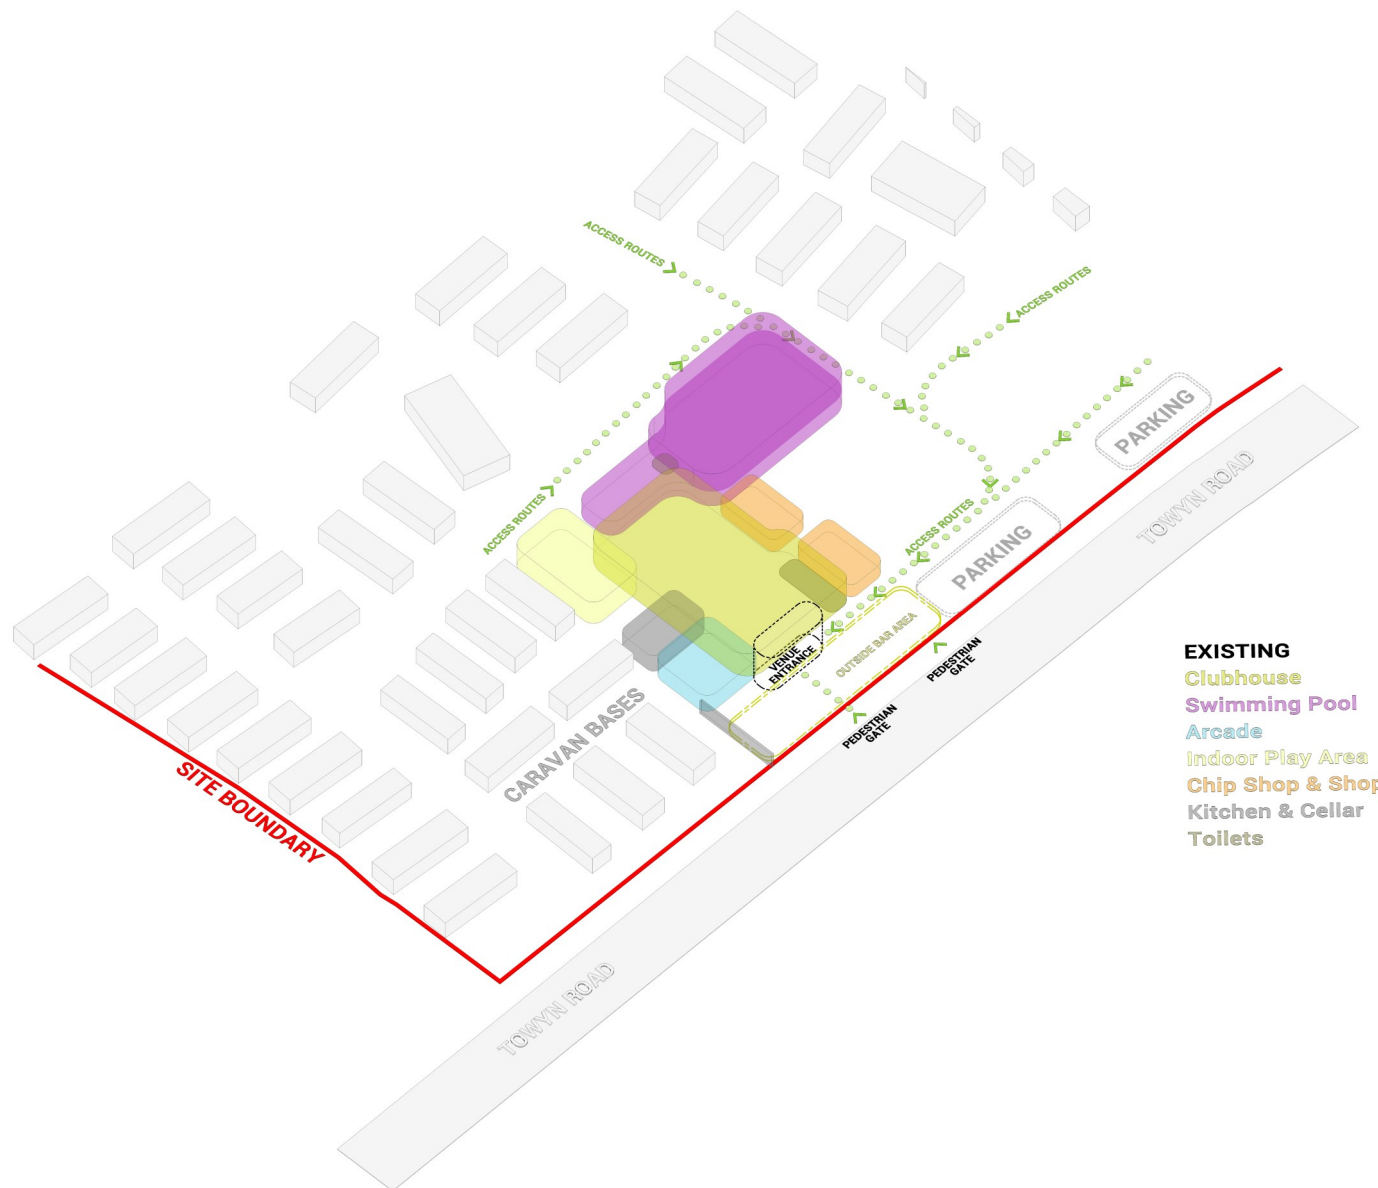 ACCESS ROUTES
ACCESS ROUTES
PARKING
TOWYN ROAD
ACCESS ROUTES
ACCESS ROUTES
PARKING
OUTSIDE BAR AREA
VENUE
ENTRANCE
PEDESTRIAN
GATE
PEDESTRIAN
GATE
CARAVAN BASES
SITE BOUNDARY
TOWYN ROAD
EXISTING
Clubhouse
Swimming Pool
Arcade
Indoor Play Area
Chip Shop & Shop
Kitchen & Cellar
Toilets